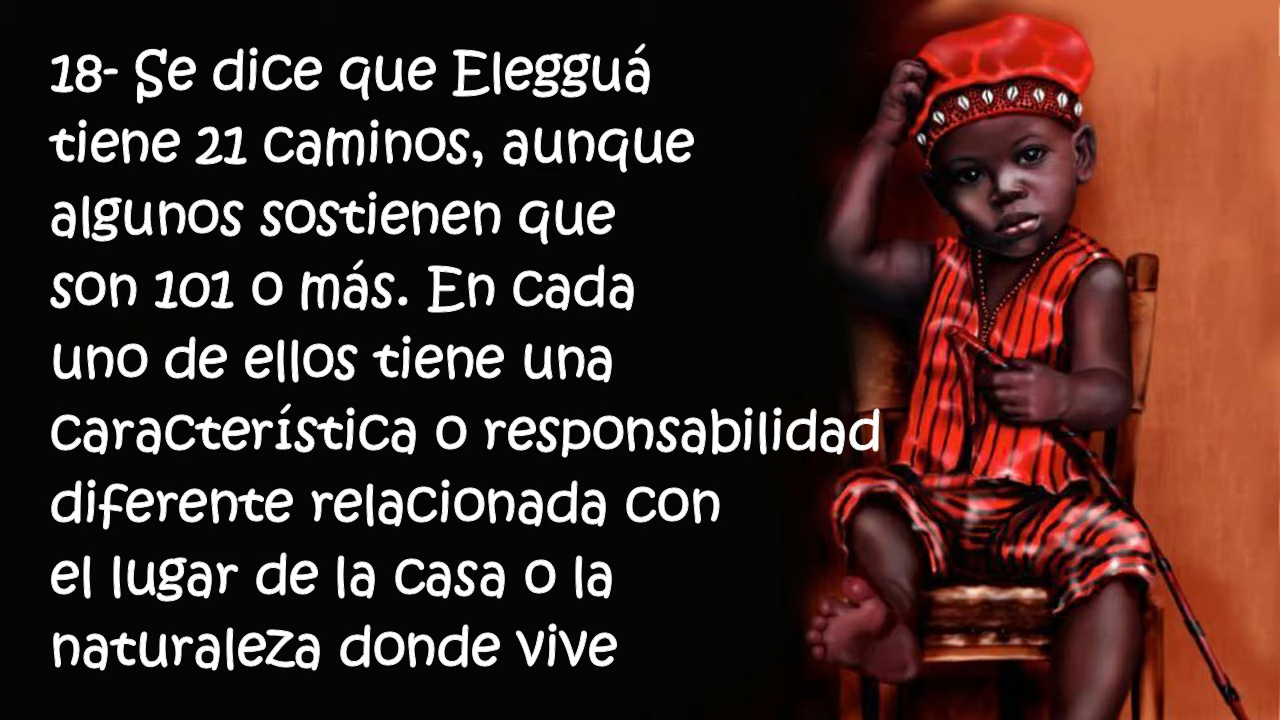 18- Se dice que Elegguá
tiene 21 caminos, aunque
algunos sostienen que
son 101 o más. En cada
uno de ellos tiene una
característica o responsabilidad
diferente relacionada con
el lugar de la casa o la
naturaleza donde vive